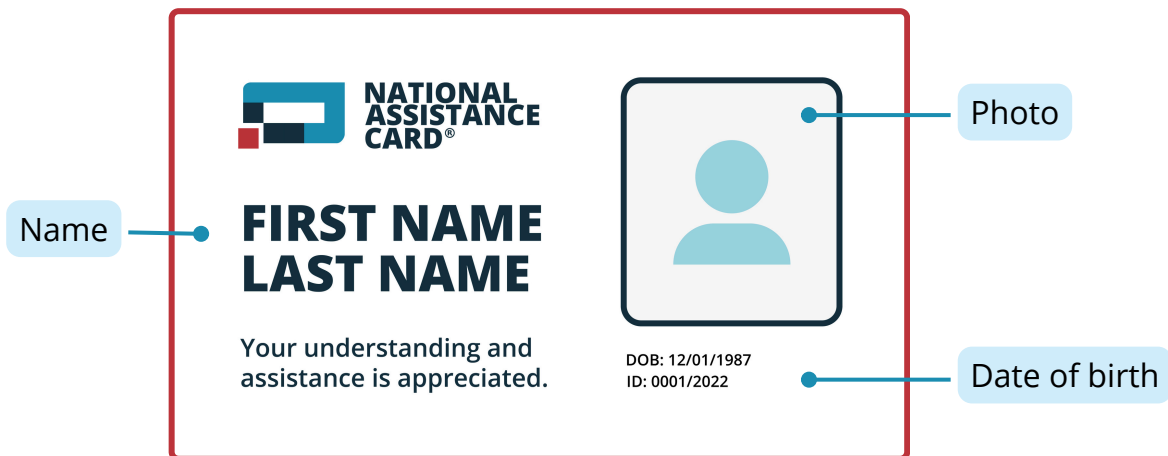 NATIONAL
ASSISTANCE
CARD®
Photo
Name
FIRST NAME
LAST NAME
Your understanding and
assistance is appreciated.
DOB: 12/01/1987
ID: 0001/2022
Date of birth